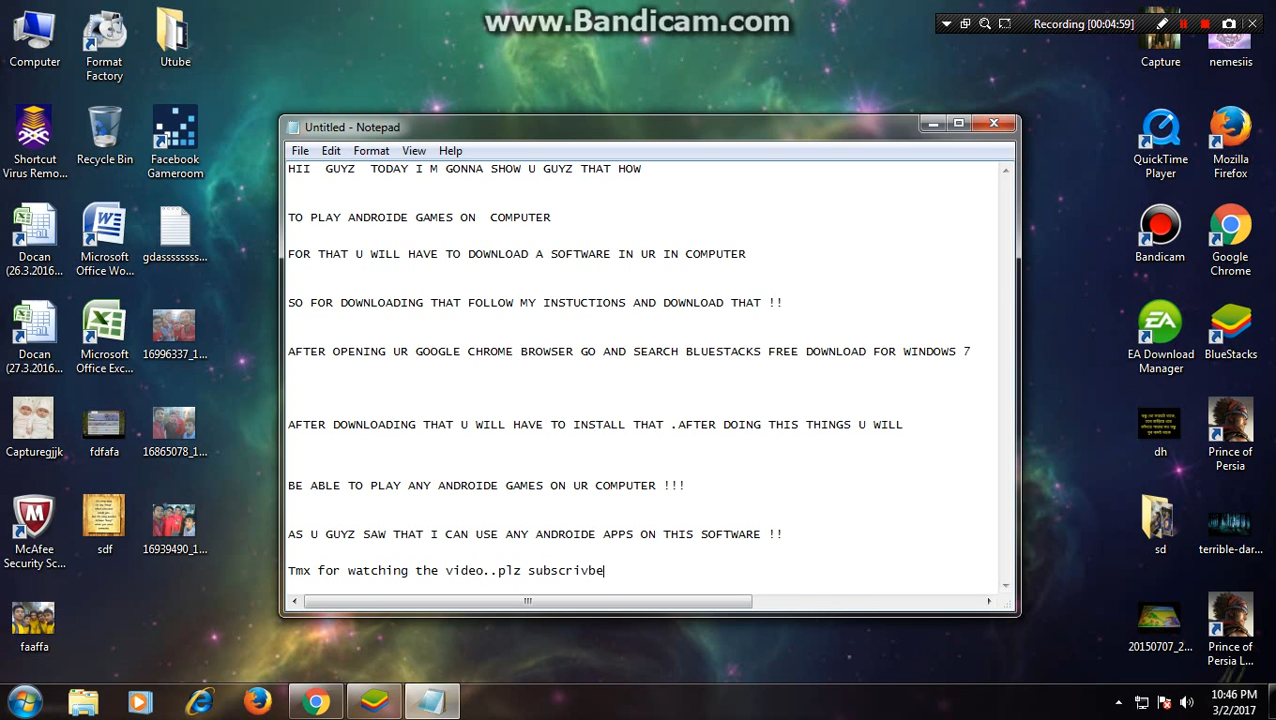 www.Bandicam.com
Recording [00:04:59]
Computer
Format
Factory
Utube
Capture
nemesiis
Shortcut
Virus Remo...
Recycle Bin
Facebook
Gameroom
QuickTime
Player
Mozilla
Firefox
Docan
(26.3.2016...
Microsoft
Office Wo...
gdasssssss...
Bandicam
Google
Chrome
Docan
(27.3.2016...
Microsoft
Office Exc...
16996337_1...
EA Download
Manager
BlueStacks
Capturegjjk
fdfafa
16865078_1...
dh
Prince of
Persia
McAfee
Security Sc...
sdf
16939490_1...
sd
terrible-dar...
faaffa
20150707_2...
Prince of
Persia L...
Untitled - Notepad
File Edit Format View Help
HII  GUYZ  TODAY I M GONNA SHOW U GUYZ THAT HOW
TO PLAY ANDROIDE GAMES ON  COMPUTER
FOR THAT U WILL HAVE TO DOWNLOAD A SOFTWARE IN UR IN COMPUTER
SO FOR DOWNLOADING THAT FOLLOW MY INSTUCTIONS AND DOWNLOAD THAT !!
AFTER OPENING UR GOOGLE CHROME BROWSER GO AND SEARCH BLUESTACKS FREE DOWNLOAD FOR WINDOWS 7
AFTER DOWNLOADING THAT U WILL HAVE TO INSTALL THAT .AFTER DOING THIS THINGS U WILL
BE ABLE TO PLAY ANY ANDROIDE GAMES ON UR COMPUTER !!!
AS U GUYZ SAW THAT I CAN USE ANY ANDROIDE APPS ON THIS SOFTWARE !!
Tmx for watching the video..plz subscrivbe
10:46 PM
3/2/2017